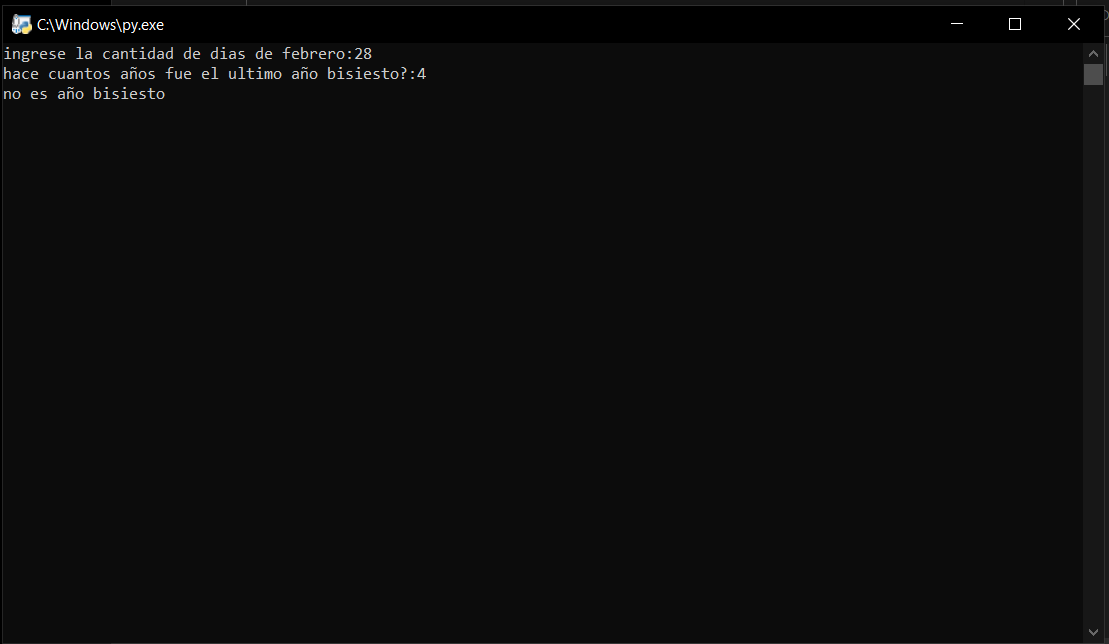 C:\Windows\py.exe
ingrese la cantidad de dias de febrero:28
hace cuantos años fue el ultimo año bisiesto?:4
no es año bisiesto